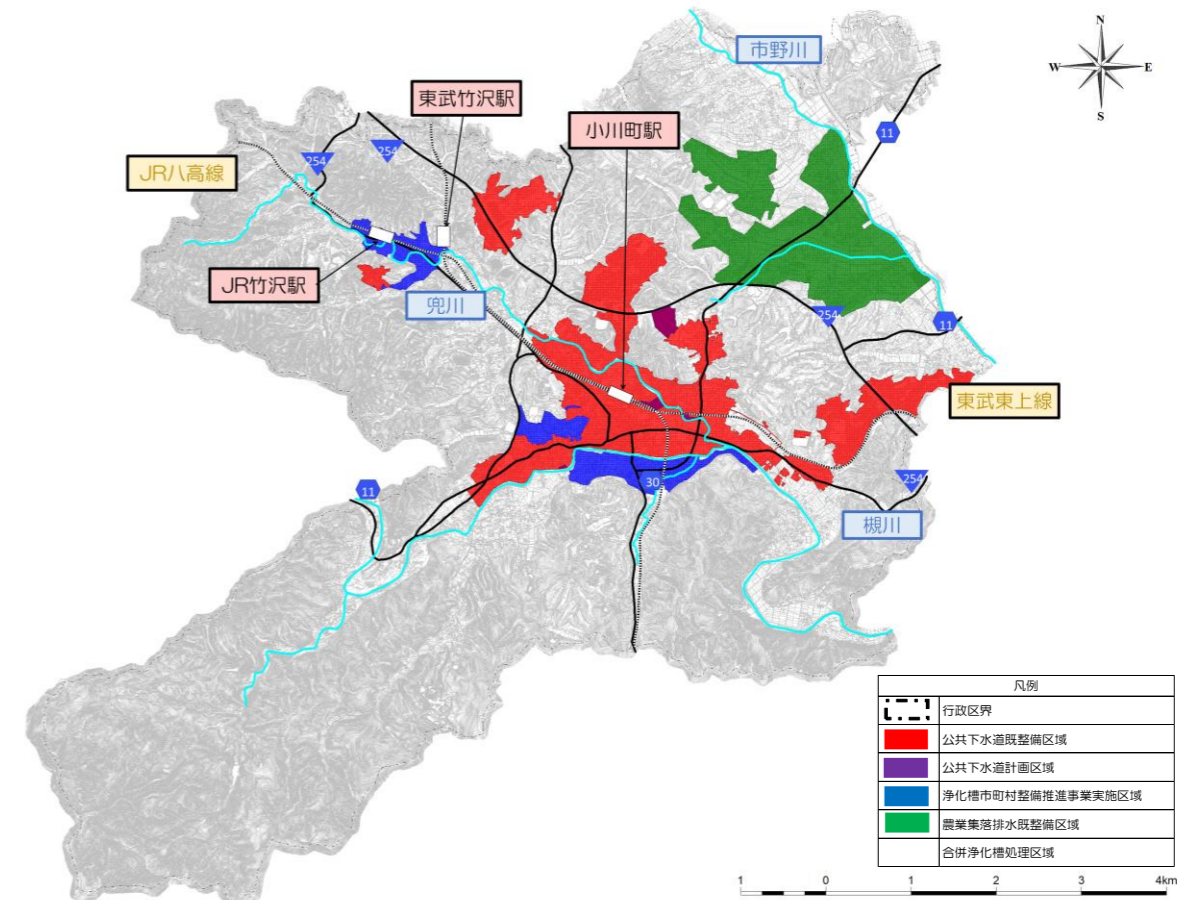 市野川
N
W
E
S
東武竹沢駅
小川町駅
11
254
254
JR八高線
JR竹沢駅
兜川
254
11
東武東上線
11
30
254
槻川
凡例
行政区界
公共下水道既整備区域
公共下水道計画区域
浄化槽市町村整備推進事業実施区域
農業集落排水既整備区域
合併浄化槽処理区域
1 0 1 2 3 4km